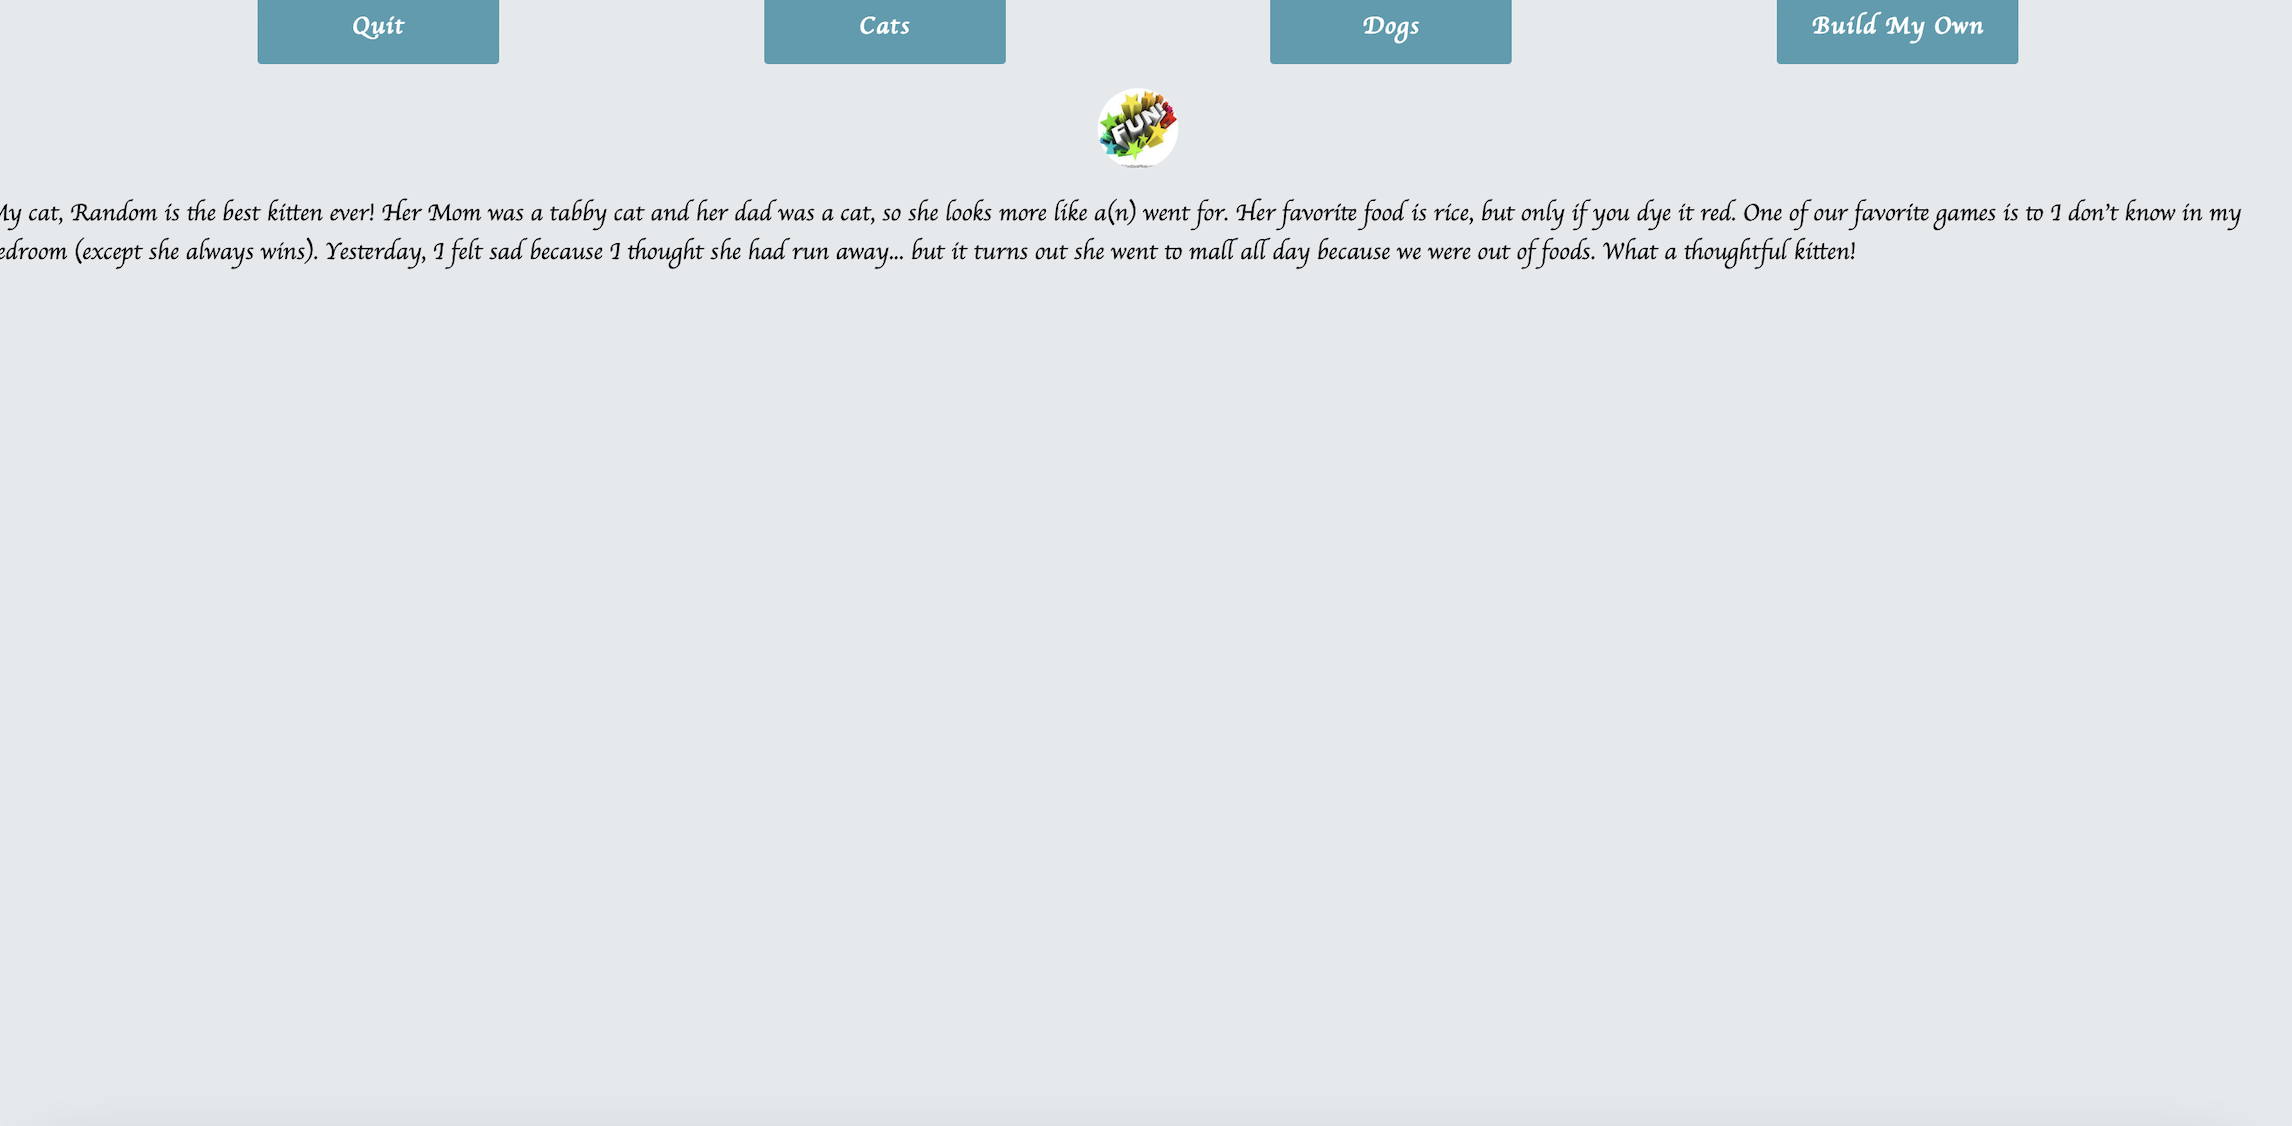 Quit
Cats
Dogs
Build My Own
FUN!
My cat, Random is the best kitten ever! Her Mom was a tabby cat and her dad was a cat, so she looks more like a(n) went for. Her favorite food is rice, but only if you dye it red. One of our favorite games is to I don't know in my
edroom (except she always wins). Yesterday, I felt sad because I thought she had run away... but it turns out she went to mall all day because we were out of foods. What a thoughtful kitten!